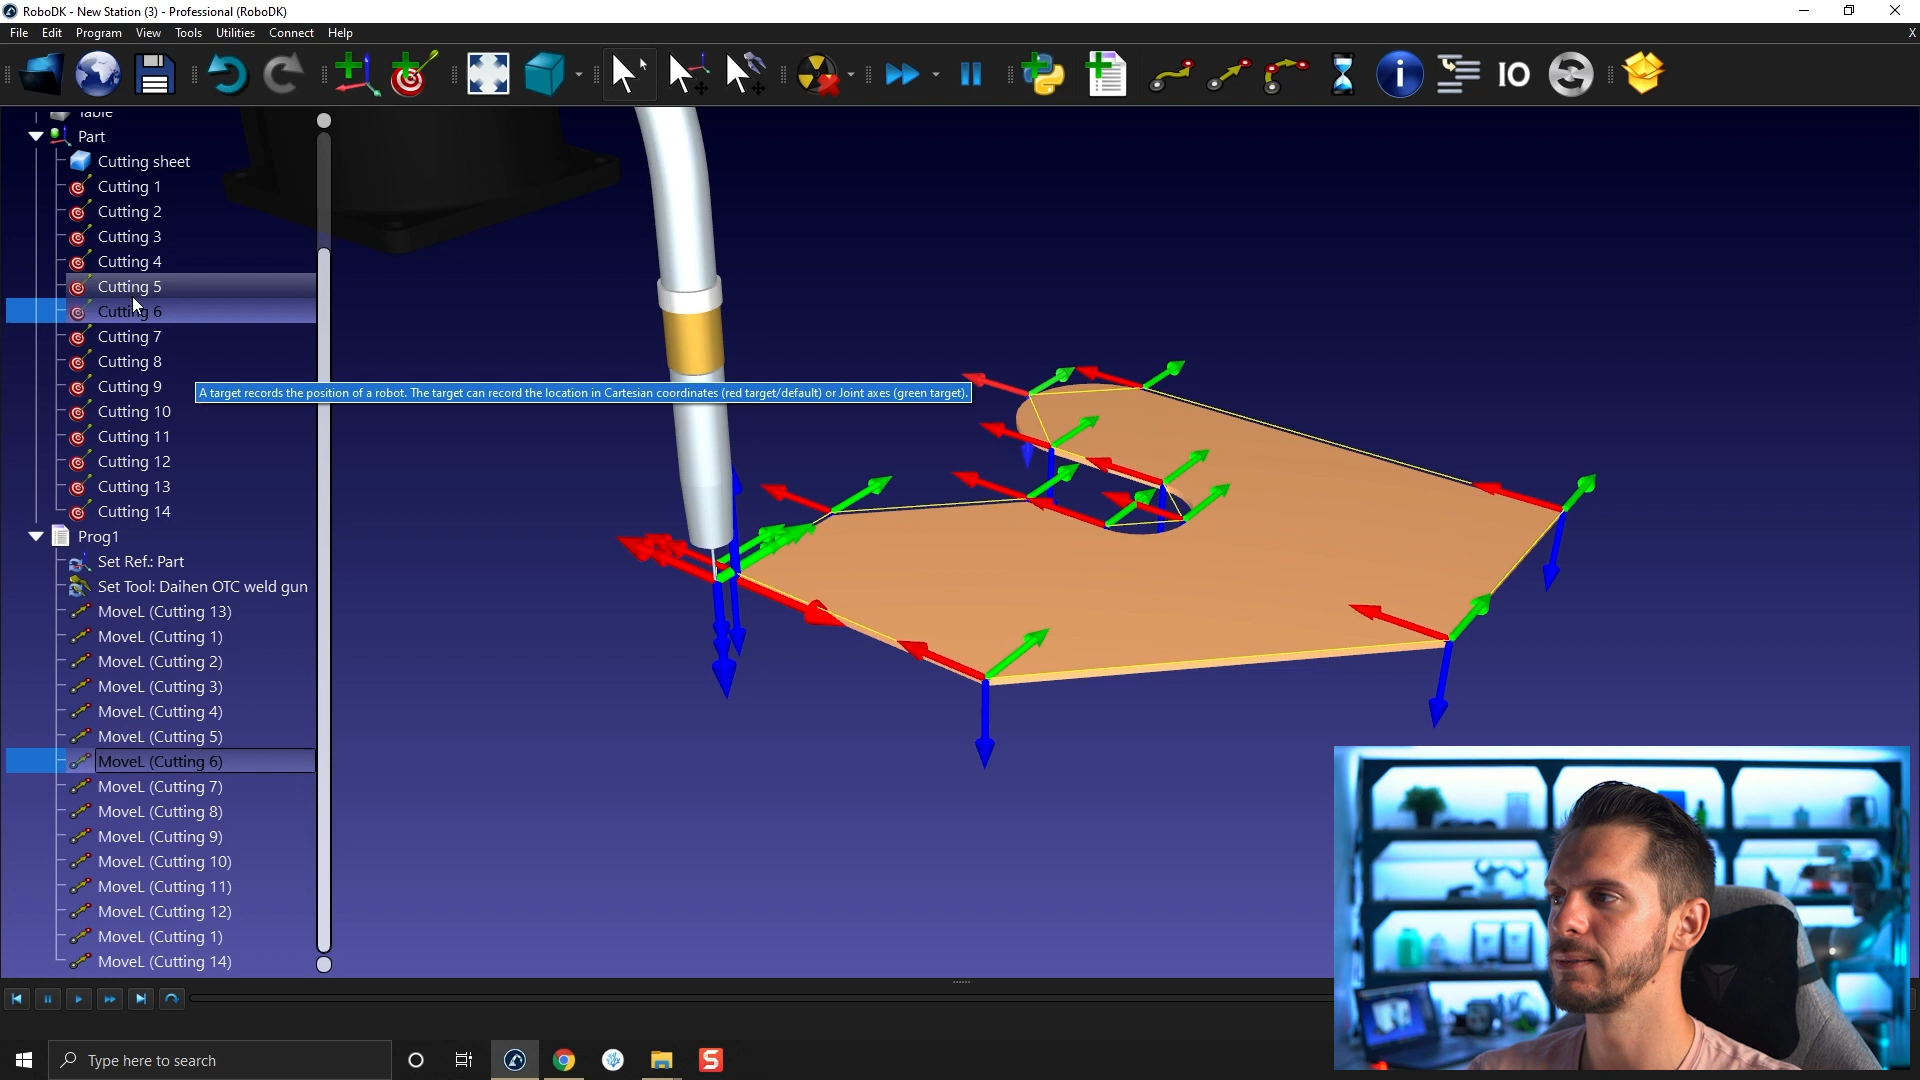 RoboDK - New Station (3) - Professional (RoboDK)
File Edit Program View Tools Utilities Connect Help X
IO
Table
Part
Cutting sheet
Cutting 1
Cutting 2
Cutting 3
Cutting 4
Cutting 5
Cutting 6
Cutting 7
Cutting 8
Cutting 9
A target records the position of a robot. The target can record the location in Cartesian coordinates (red target/default) or Joint axes (green target).
Cutting 10
Cutting 11
Cutting 12
Cutting 13
Cutting 14
Prog1
Set Ref.: Part
Set Tool: Daihen OTC weld gun
MoveL (Cutting 13)
MoveL (Cutting 1)
MoveL (Cutting 2)
MoveL (Cutting 3)
MoveL (Cutting 4)
MoveL (Cutting 5)
MoveL (Cutting 6)
MoveL (Cutting 7)
MoveL (Cutting 8)
MoveL (Cutting 9)
MoveL (Cutting 10)
MoveL (Cutting 11)
MoveL (Cutting 12)
MoveL (Cutting 1)
MoveL (Cutting 14)
Type here to search